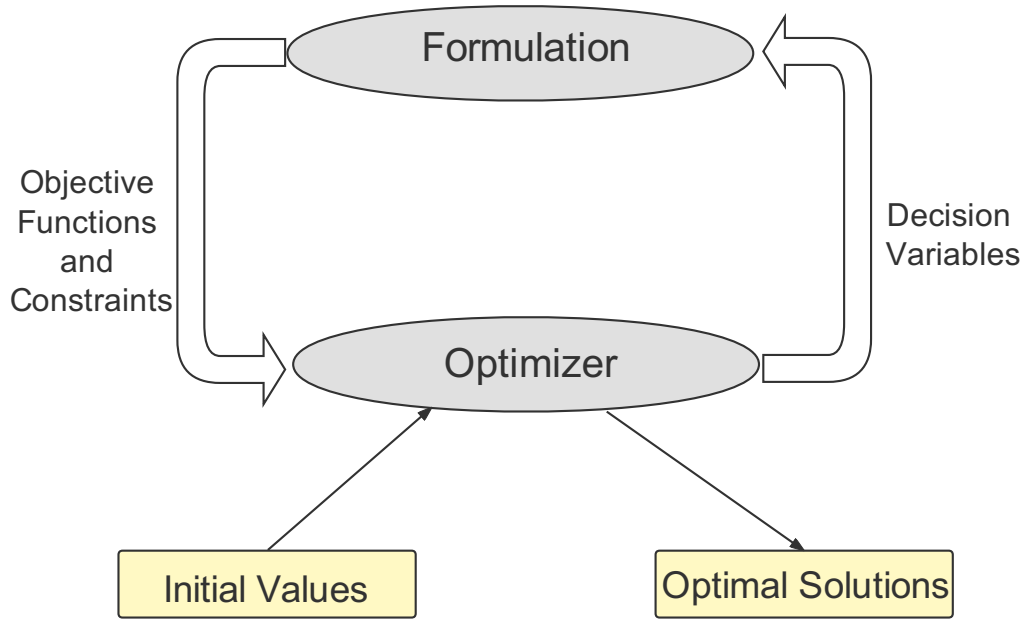 Formulation
Objective
Functions
and
Constraints
Decision
Variables
Optimizer
Initial Values
Optimal Solutions